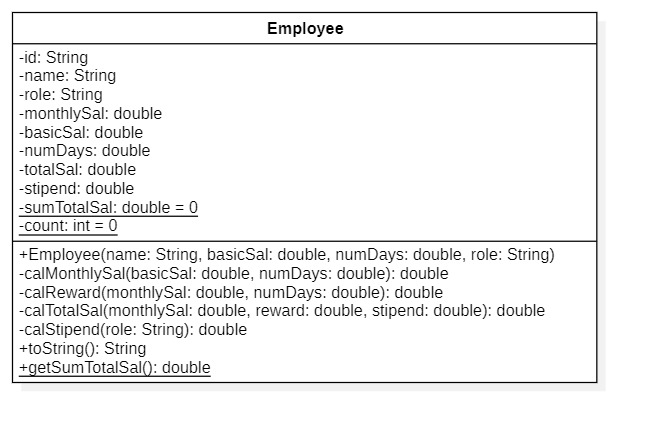 Employee
-id: String
-name: String
-role: String
-monthlySal: double
-basicSal: double
-numDays: double
-totalSal: double
-stipend: double
-sumTotalSal: double = 0
-count: int = 0
+Employee(name: String, basicSal: double, numDays: double, role: String)
-calMonthlySal(basicSal: double, numDays: double): double
-calReward(monthlySal: double, numDays: double): double
-calTotalSal(monthlySal: double, reward: double, stipend: double): double
-calStipend(role: String): double
+toString(): String
+getSumTotalSal(): double